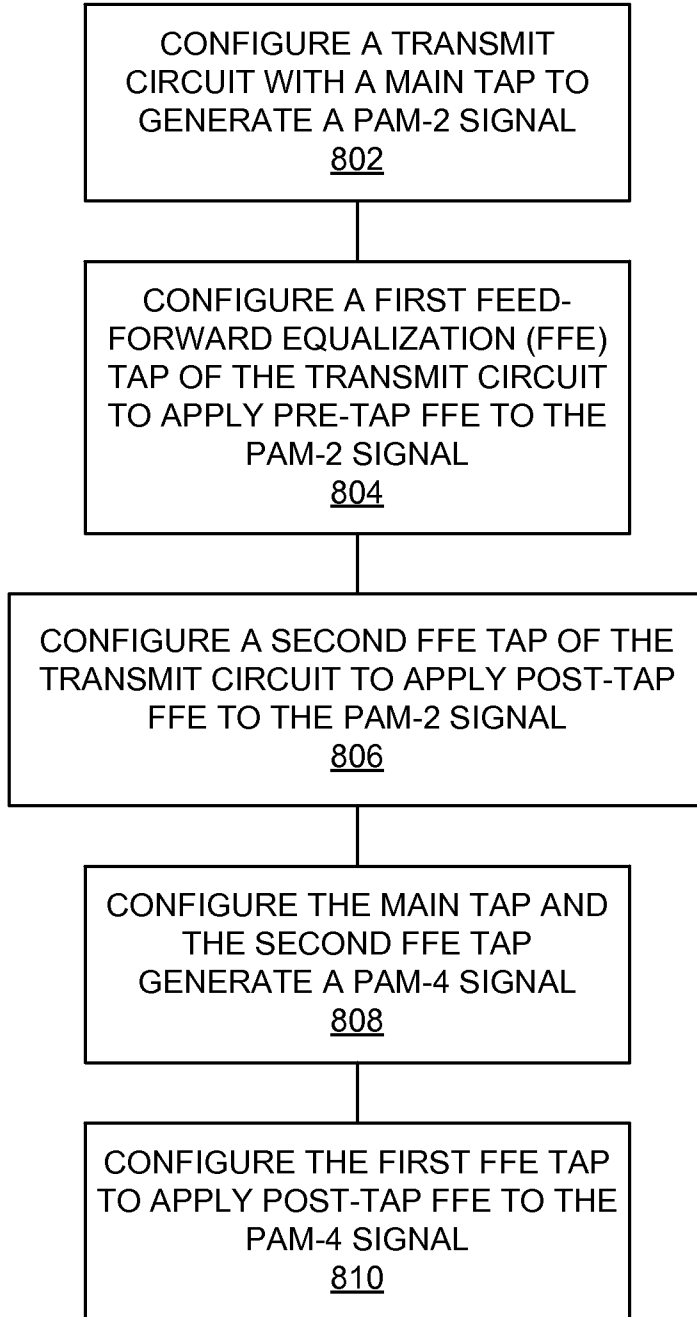 CONFIGURE A TRANSMIT
CIRCUIT WITH A MAIN TAP TO
GENERATE A PAM-2 SIGNAL
802
CONFIGURE A FIRST FEED-
FORWARD EQUALIZATION (FFE)
TAP OF THE TRANSMIT CIRCUIT
TO APPLY PRE-TAP FFE TO THE
PAM-2 SIGNAL
804
CONFIGURE A SECOND FFE TAP OF THE
TRANSMIT CIRCUIT TO APPLY POST-TAP
FFE TO THE PAM-2 SIGNAL
806
CONFIGURE THE MAIN TAP AND
THE SECOND FFE TAP
GENERATE A PAM-4 SIGNAL
808
CONFIGURE THE FIRST FFE TAP
TO APPLY POST-TAP FFE TO THE
PAM-4 SIGNAL
810